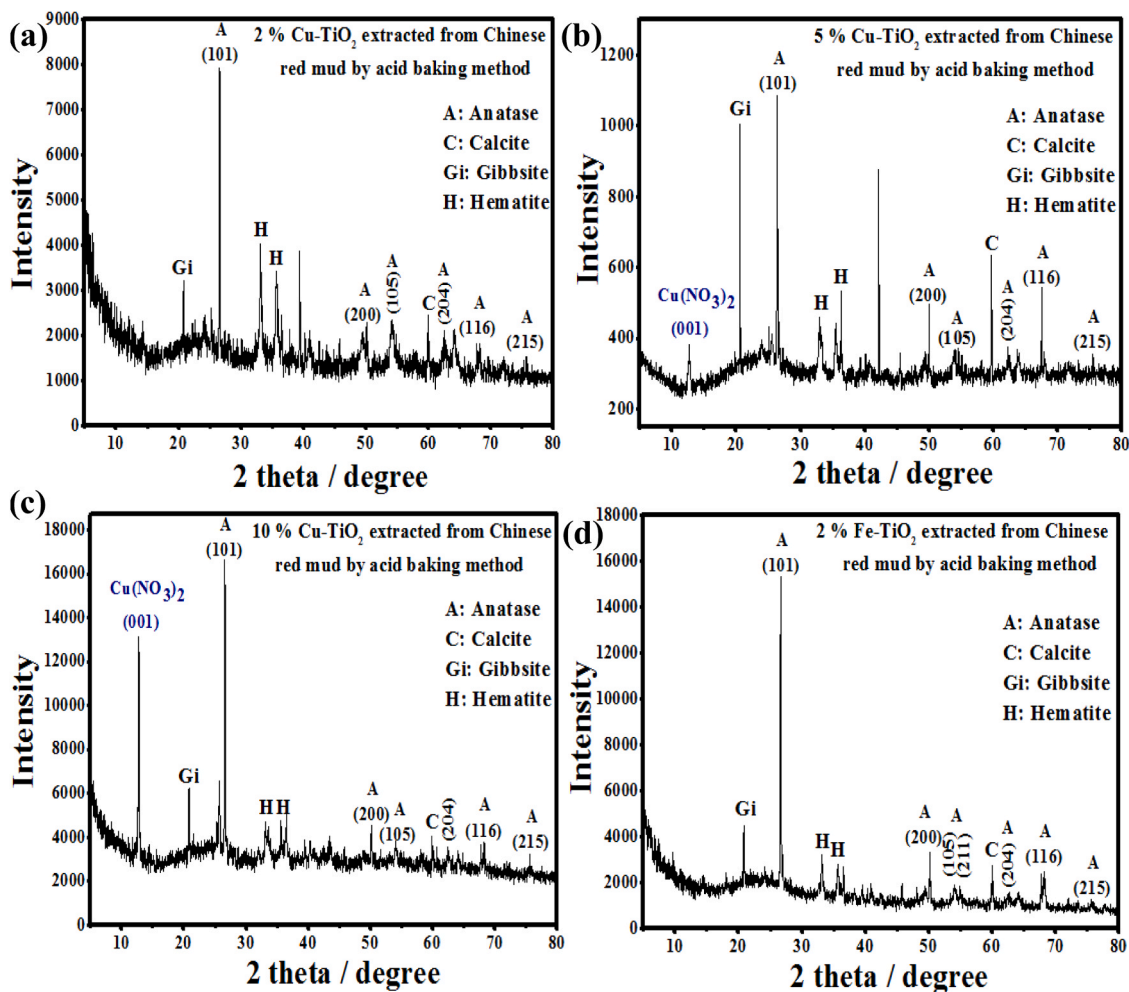 (a)
2 % Cu-TiO2 extracted from Chinese
red mud by acid baking method
A: Anatase
C: Calcite
Gi: Gibbsite
H: Hematite
A
(101)
Gi
H
H
A
(200)
A
(105)
C
A
(204)
A
(116)
A
(215)
9000
8000
7000
6000
5000
4000
3000
2000
1000
0
Intensity
10 20 30 40 50 60 70 80
2 theta / degree
(b)
5 % Cu-TiO2 extracted from Chinese
red mud by acid baking method
A: Anatase
C: Calcite
Gi: Gibbsite
H: Hematite
Cu(NO3)2
(001)
Gi
A
(101)
H
H
A
(200)
A
(105)
C
A
(204)
A
(116)
A
(215)
1200
1000
800
600
400
200
Intensity
10 20 30 40 50 60 70 80
2 theta / degree
(c)
10 % Cu-TiO2 extracted from Chinese
red mud by acid baking method
A: Anatase
C: Calcite
Gi: Gibbsite
H: Hematite
Cu(NO3)2
(001)
Gi
A
(101)
H H
A
(200)
A
(105)
C
(204)
A
(116)
A
(215)
18000
16000
14000
12000
10000
8000
6000
4000
2000
0
Intensity
10 20 30 40 50 60 70 80
2 theta / degree
(d)
2 % Fe-TiO2 extracted from Chinese
red mud by acid baking method
A: Anatase
C: Calcite
Gi: Gibbsite
H: Hematite
A
(101)
Gi
H
H
A
(200)
A
(105)
(211)
C
A
(204)
A
(116)
A
(215)
18000
16000
14000
12000
10000
8000
6000
4000
2000
0
Intensity
10 20 30 40 50 60 70 80
2 theta / degree